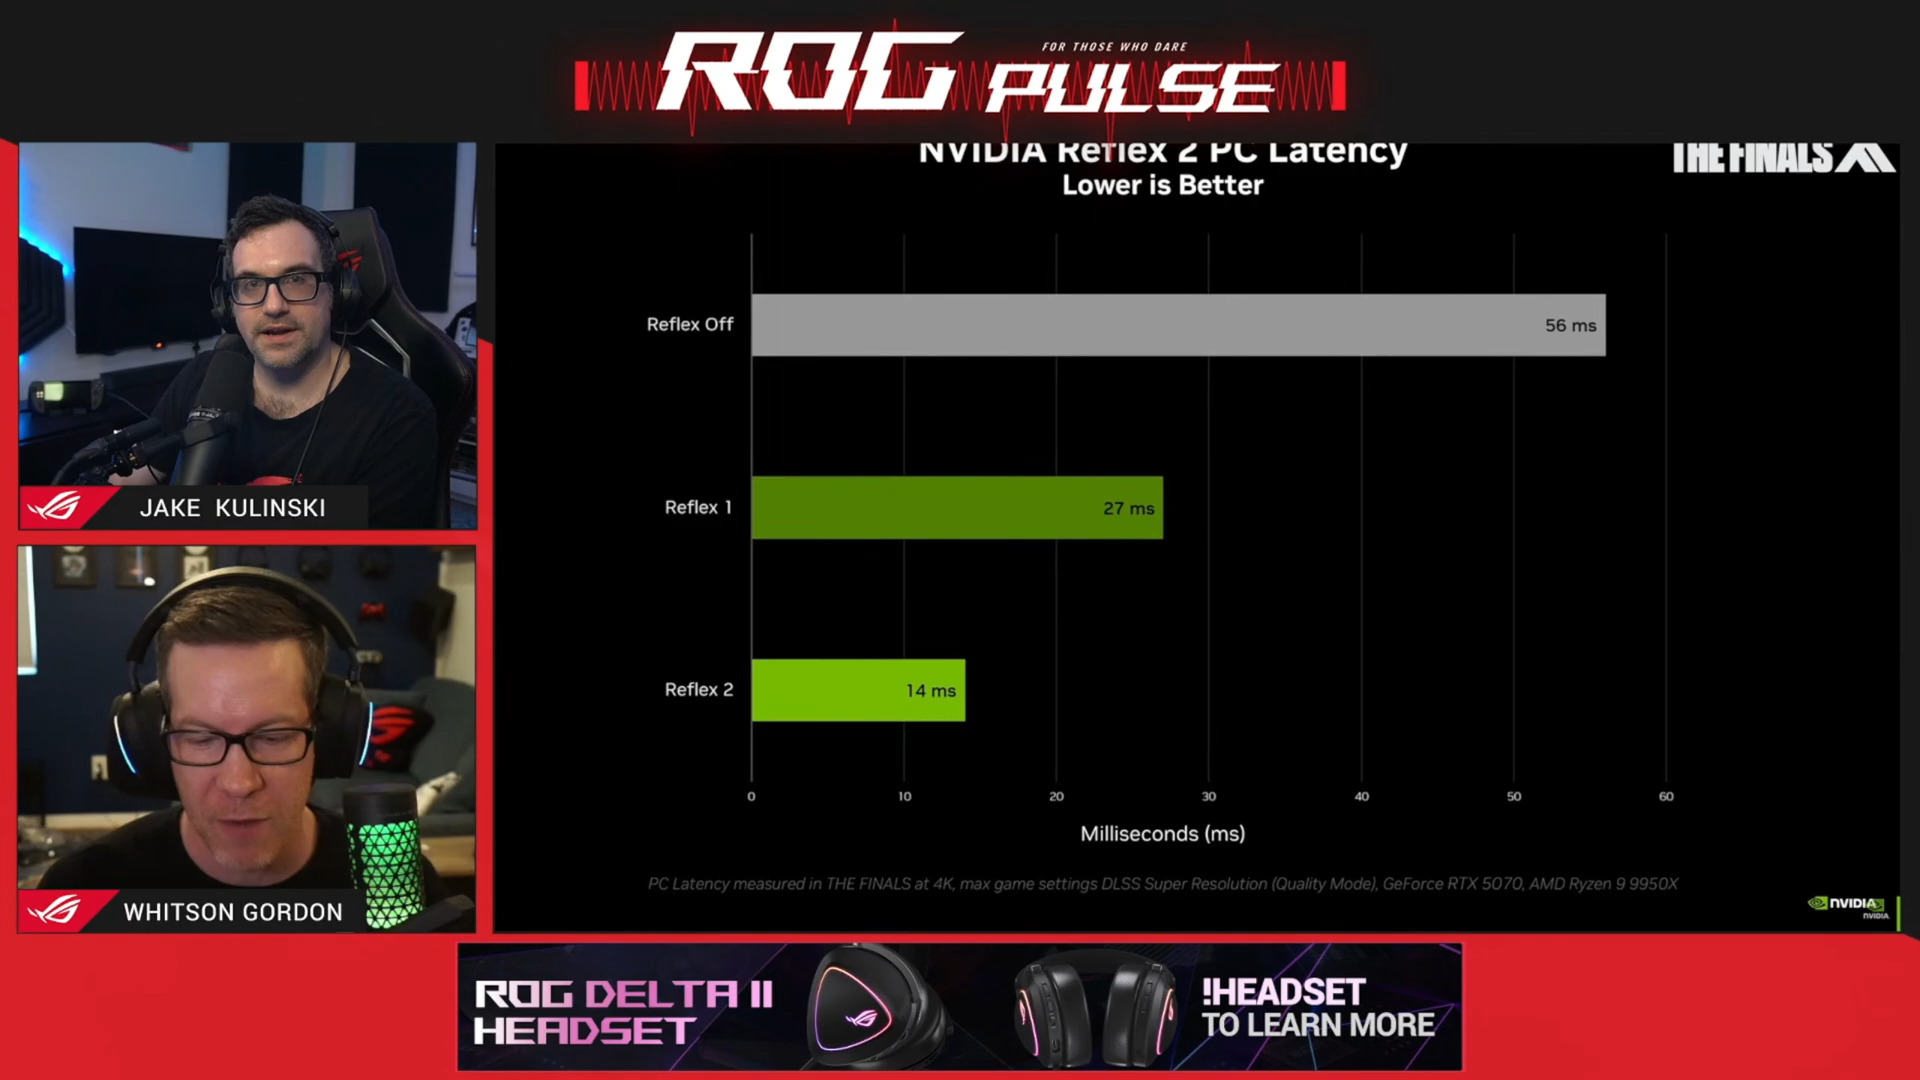 ROG
FOR THOSE WHO DARE
PULSE
NVIDIA Reflex 2 PC Latency
Lower is Better
THE FINALS
Reflex Off
56 ms
Reflex 1
27 ms
Reflex 2
14 ms
0 10 20 30 40 50 60
Milliseconds (ms)
PC Latency measured in THE FINALS at 4K, max game settings DLSS Super Resolution (Quality Mode), GeForce RTX 5070, AMD Ryzen 9 9950X
NVIDIA
NVIDIA
JAKE KULINSKI
WHITSON GORDON
ROG DELTA II
HEADSET
!HEADSET
TO LEARN MORE